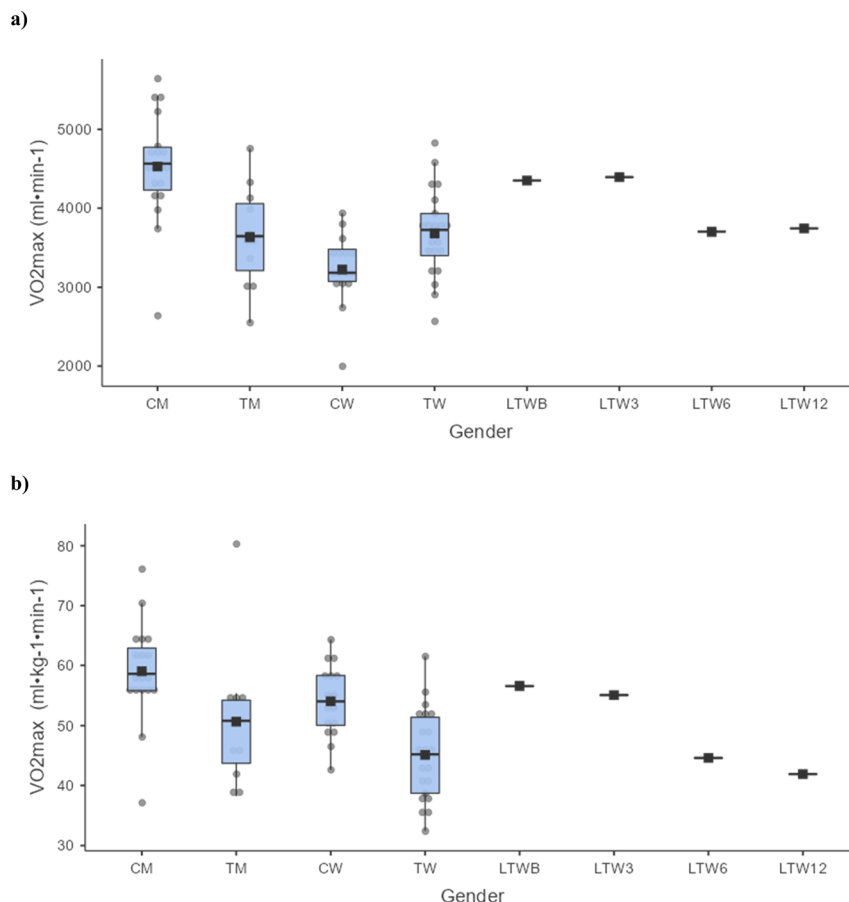 a)
VO2max (ml•min-1)
5000
4000
3000
2000
CM TM CW TW LTWB LTW3 LTW6 LTW12
Gender
b)
VO2max (ml•kg-1•min-1)
80
70
60
50
40
30
CM TM CW TW LTWB LTW3 LTW6 LTW12
Gender